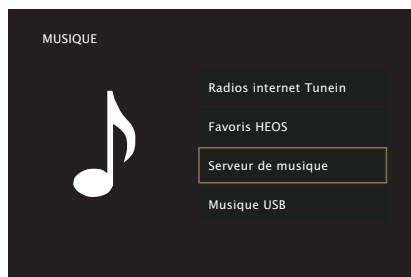 MUSIQUE
Radios internet Tunein
Favoris HEOS
Serveur de musique
Musique USB